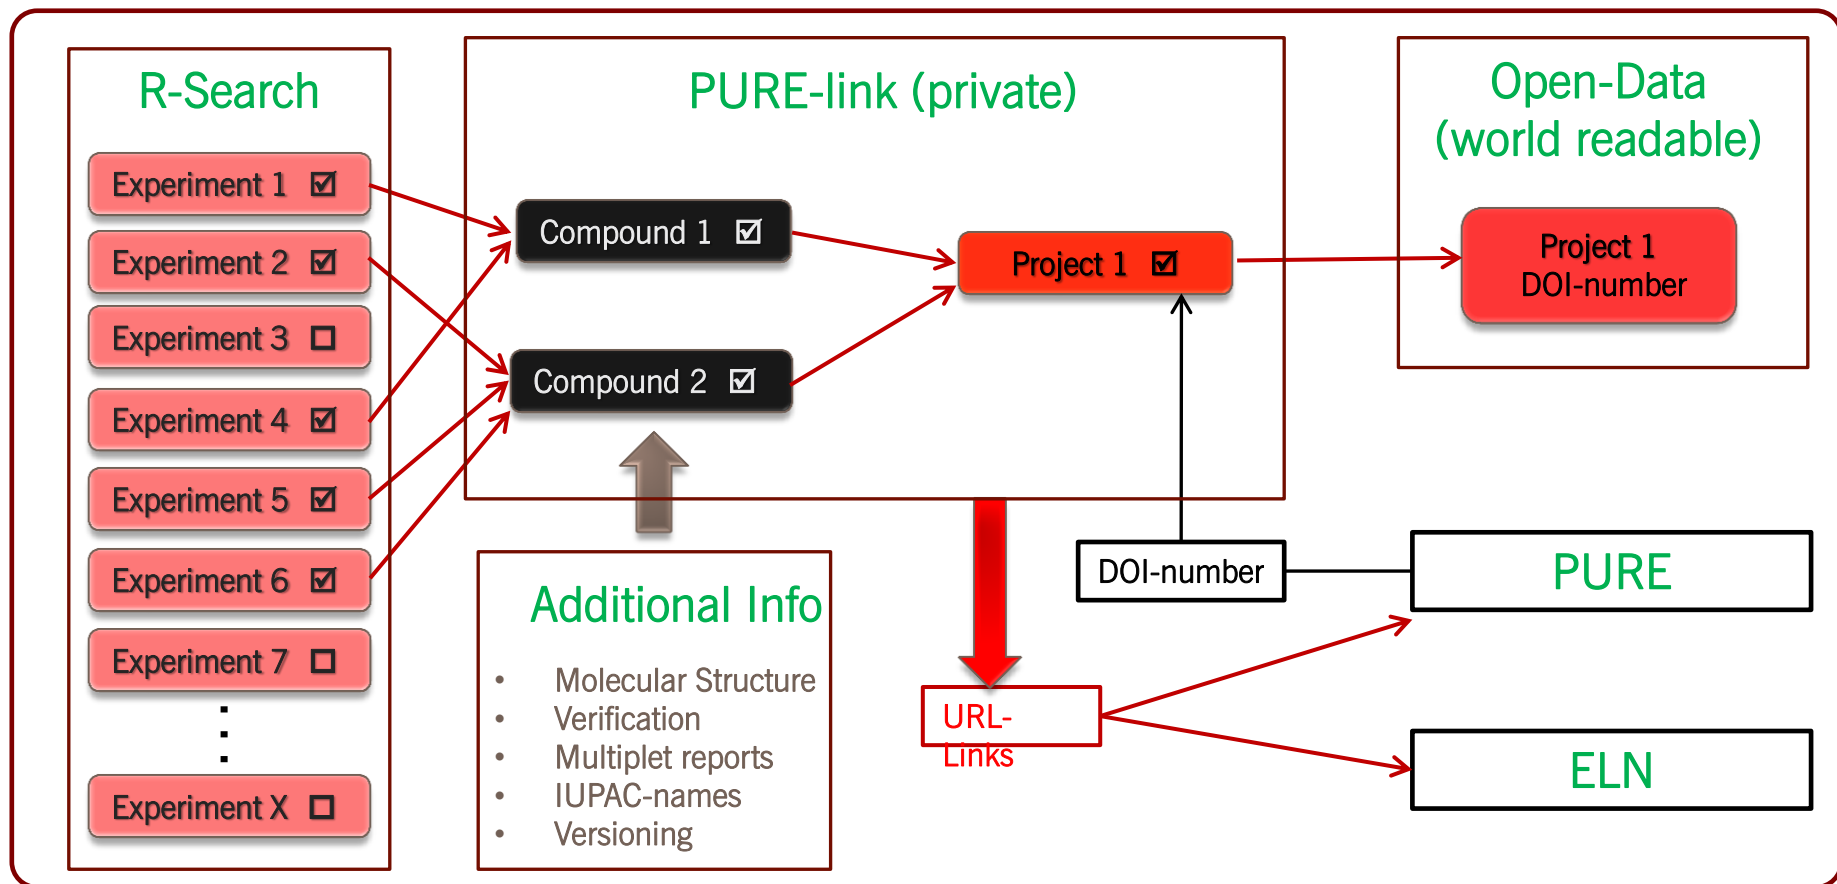 R-Search
Experiment 1
Experiment 2
Experiment 3
Experiment 4
Experiment 5
Experiment 6
Experiment 7
Experiment X
PURE-link (private)
Compound 1
Compound 2
Project 1
Open-Data
(world readable)
Project 1
DOI-number
Additional Info
• Molecular Structure
• Verification
• Multiplet reports
• IUPAC-names
• Versioning
URL-
Links
DOI-number
PURE
ELN